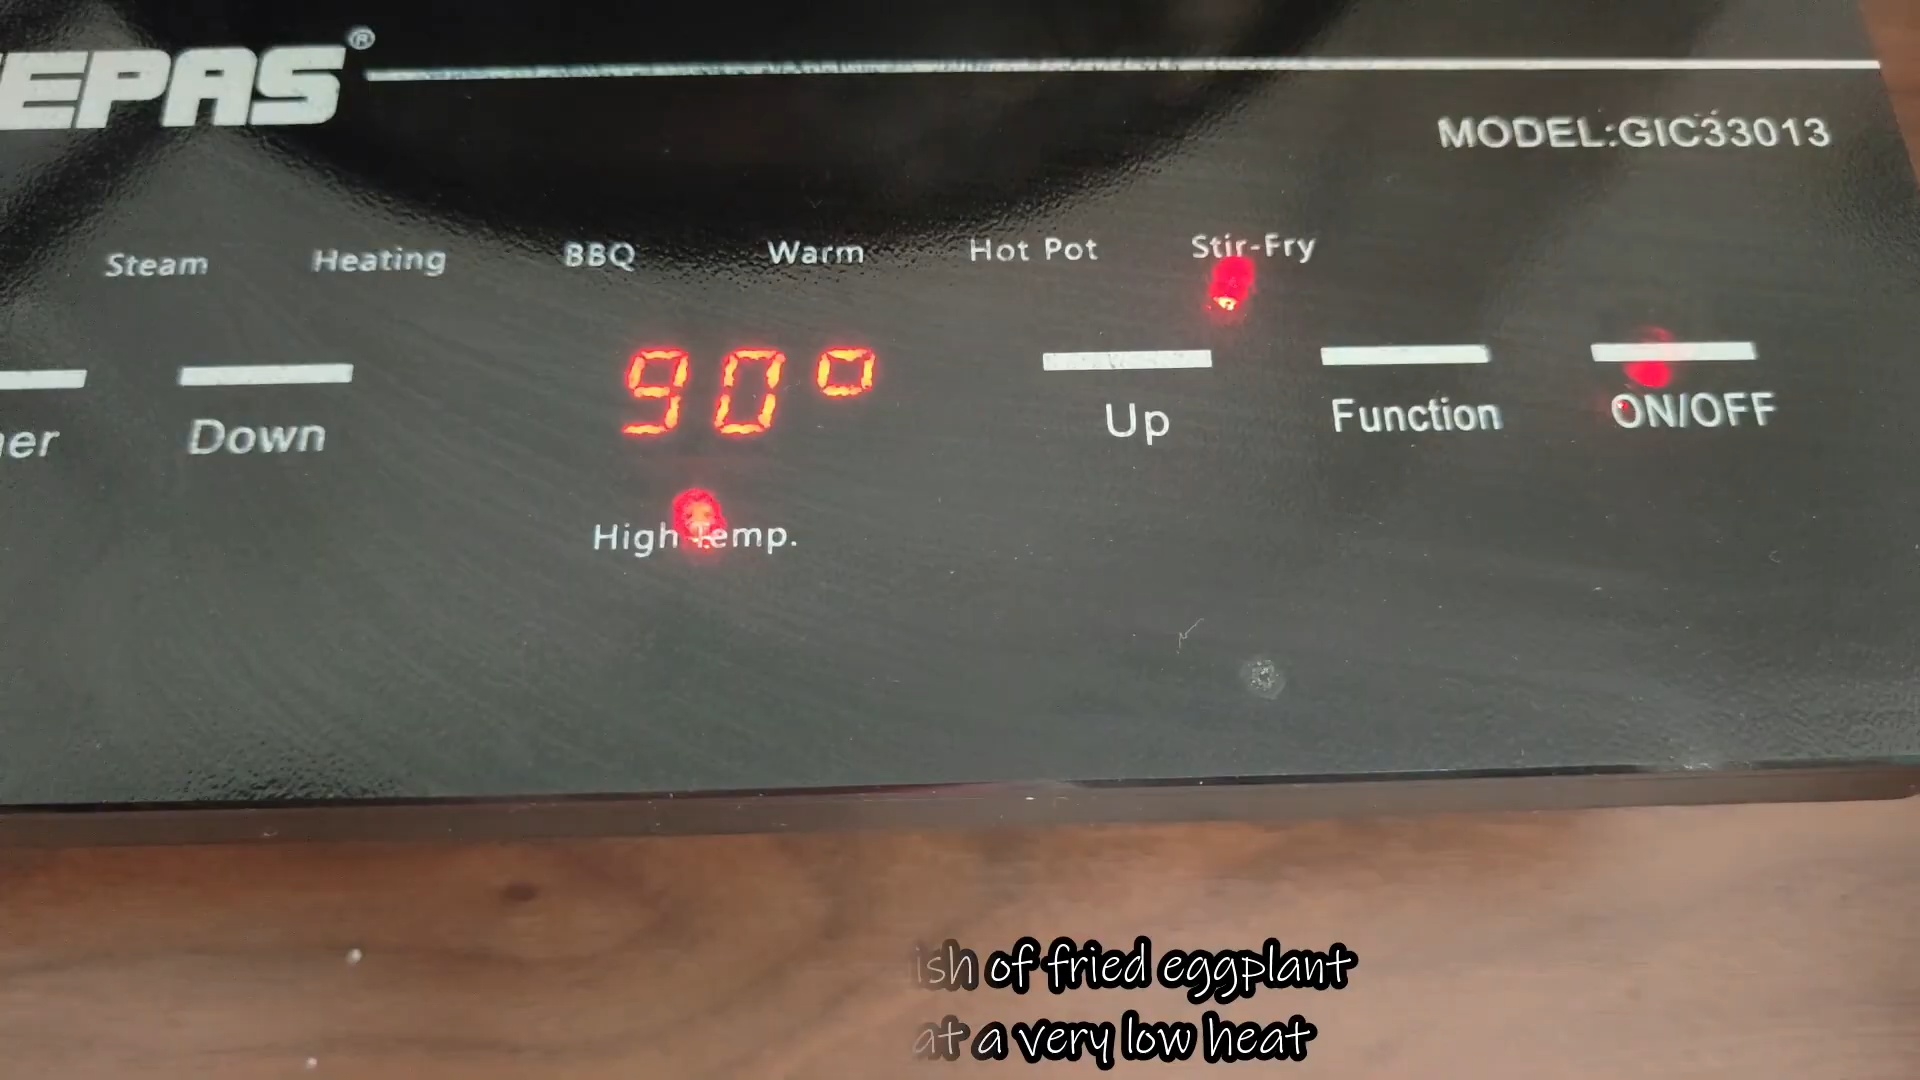 EPAS®
MODEL:GIC33013
Steam Heating BBQ Warm Hot Pot Stir-Fry
90°
Down Up Function ON/OFF
High Temp.
of fried eggplant
at a very low heat